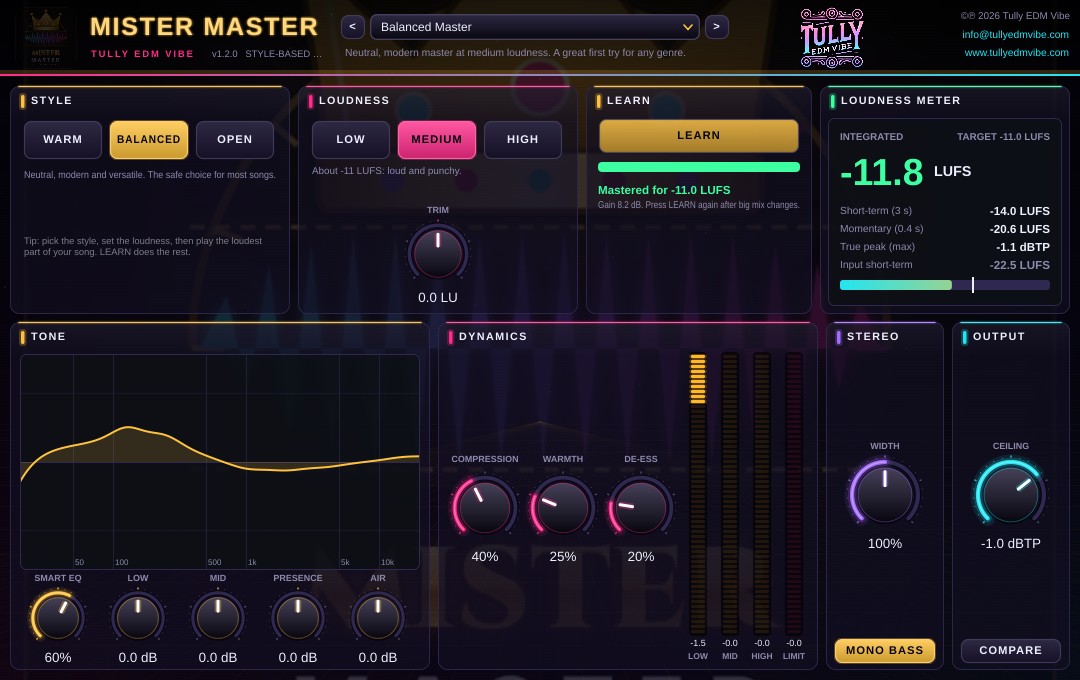 MISTER MASTER
TULLY EDM VIBE v1.2.0 STYLE-BASED ...
< Balanced Master >
Neutral, modern master at medium loudness. A great first try for any genre.
TULLY
EDM VIBE
©℗ 2026 Tully EDM Vibe
info@tullyedmvibe.com
www.tullyedmvibe.com
STYLE
WARM BALANCED OPEN
Neutral, modern and versatile. The safe choice for most songs.
Tip: pick the style, set the loudness, then play the loudest
part of your song. LEARN does the rest.
LOUDNESS
LOW MEDIUM HIGH
About -11 LUFS: loud and punchy.
TRIM
0.0 LU
LEARN
LEARN
Mastered for -11.0 LUFS
Gain 8.2 dB. Press LEARN again after big mix changes.
LOUDNESS METER
INTEGRATED TARGET -11.0 LUFS
-11.8 LUFS
Short-term (3 s) -14.0 LUFS
Momentary (0.4 s) -20.6 LUFS
True peak (max) -1.1 dBTP
Input short-term -22.5 LUFS
TONE
50 100 500 1k 5k 10k
SMART EQ LOW MID PRESENCE AIR
60% 0.0 dB 0.0 dB 0.0 dB 0.0 dB
DYNAMICS
COMPRESSION WARMTH DE-ESS
40% 25% 20%
-1.5 -0.0 -0.0 -0.0
LOW MID HIGH LIMIT
STEREO
WIDTH
100%
MONO BASS
OUTPUT
CEILING
-1.0 dBTP
COMPARE
MISTER
MASTER